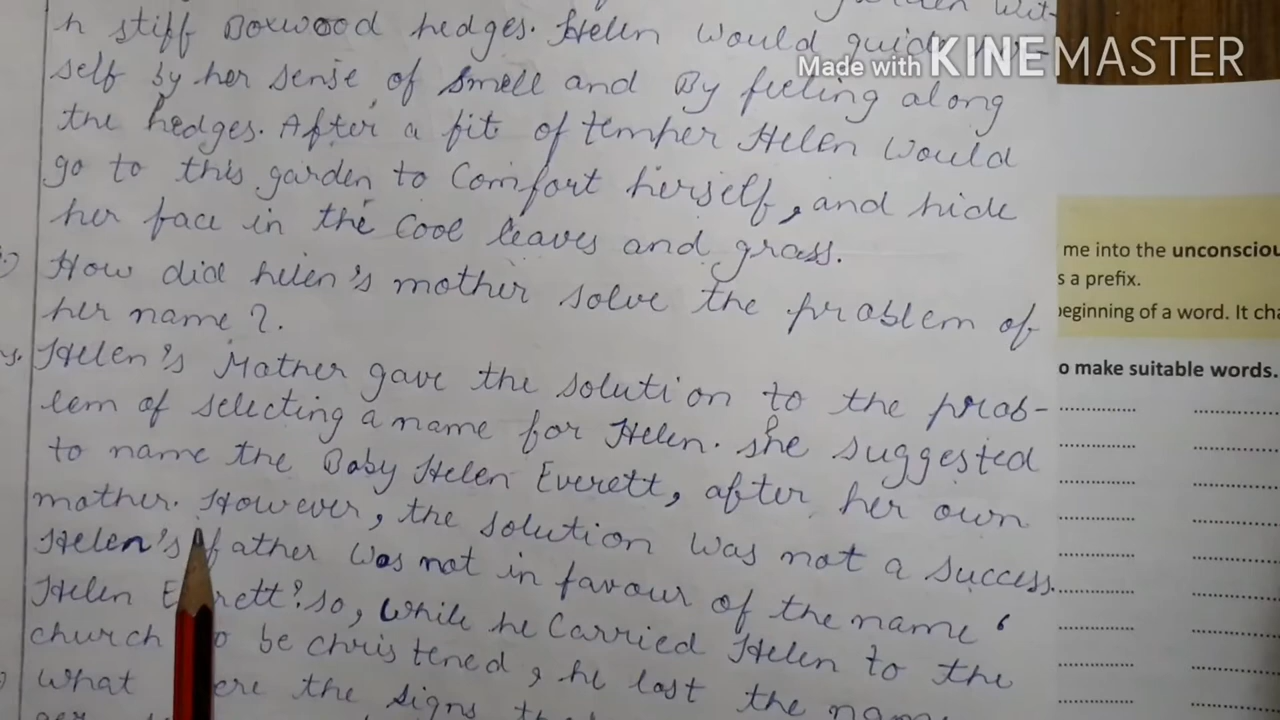 garden wit-
h stiff Boxwood hedges. Helen would guide
self by her sense of smell and By feeling along
the hedges. After a fit of temper Helen would
go to this garden to Comfort herself, and hide
her face in the cool leaves and grass.
How did helen's mother solve the problem of
her name?.
Helen's Mother gave the solution to the prob-
lem of selecting a name for Helen. she suggested
to name the Baby Helen Everett, after her own
mother. However, the solution was not a success.
Helen's father was not in favour of the name '
Helen E rett'. so, while he carried Helen to the
church to be christened, he lost the name
What ere the signs
Made with KINEMASTER
me into the unconsciou
s a prefix.
beginning of a word. It cha
o make suitable words.